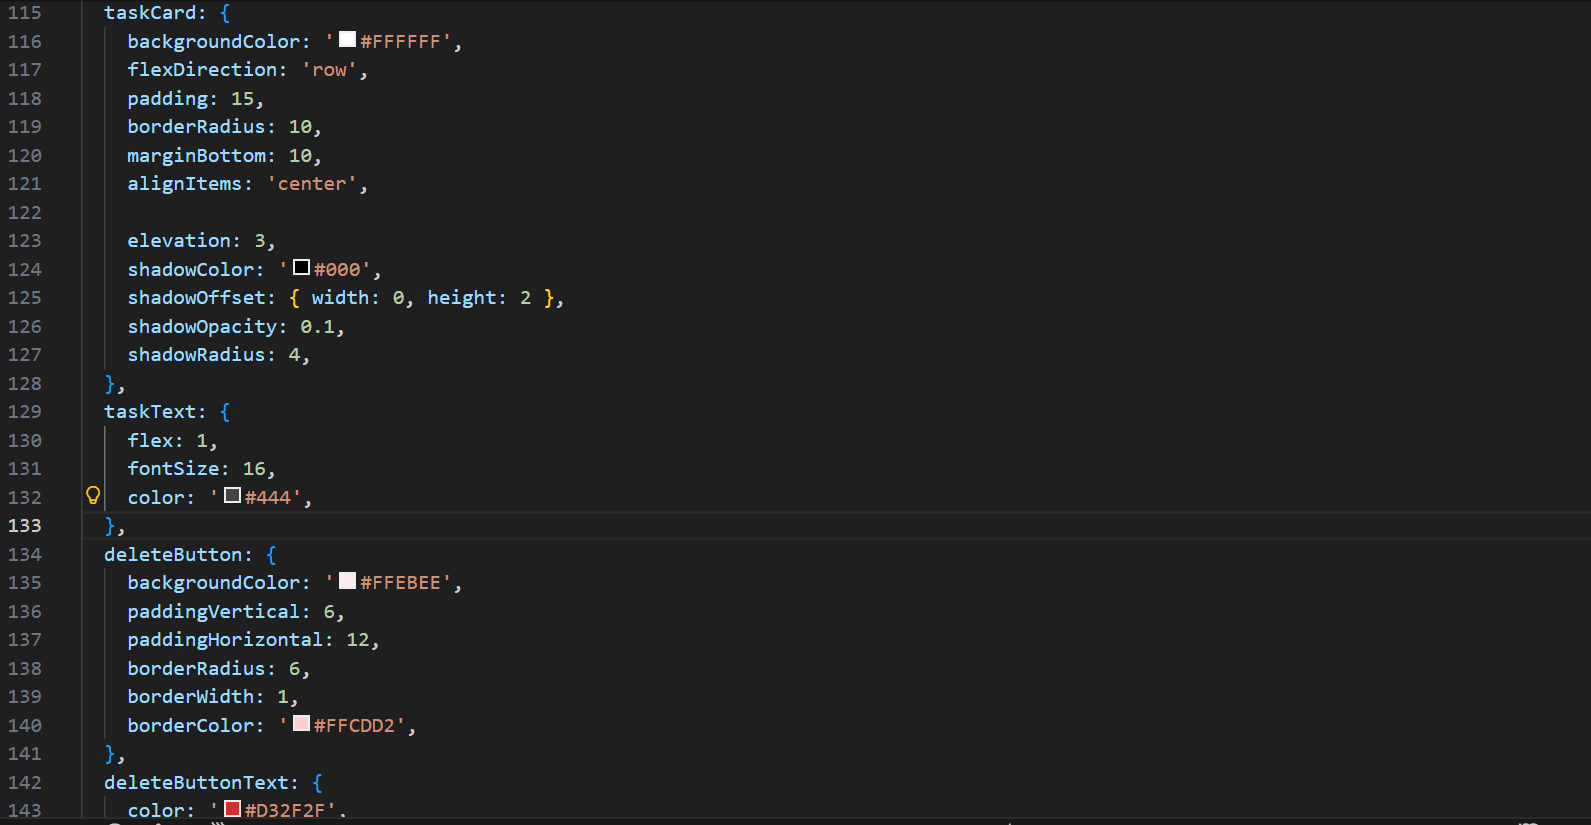 115 taskCard: {
116 backgroundColor: '#FFFFFF',
117 flexDirection: 'row',
118 padding: 15,
119 borderRadius: 10,
120 marginBottom: 10,
121 alignItems: 'center',
122
123 elevation: 3,
124 shadowColor: '#000',
125 shadowOffset: { width: 0, height: 2 },
126 shadowOpacity: 0.1,
127 shadowRadius: 4,
128 },
129 taskText: {
130 flex: 1,
131 fontSize: 16,
132 color: '#444',
133 },
134 deleteButton: {
135 backgroundColor: '#FFEBEE',
136 paddingVertical: 6,
137 paddingHorizontal: 12,
138 borderRadius: 6,
139 borderWidth: 1,
140 borderColor: '#FFCDD2',
141 },
142 deleteButtonText: {
143 color: '#D32F2F',